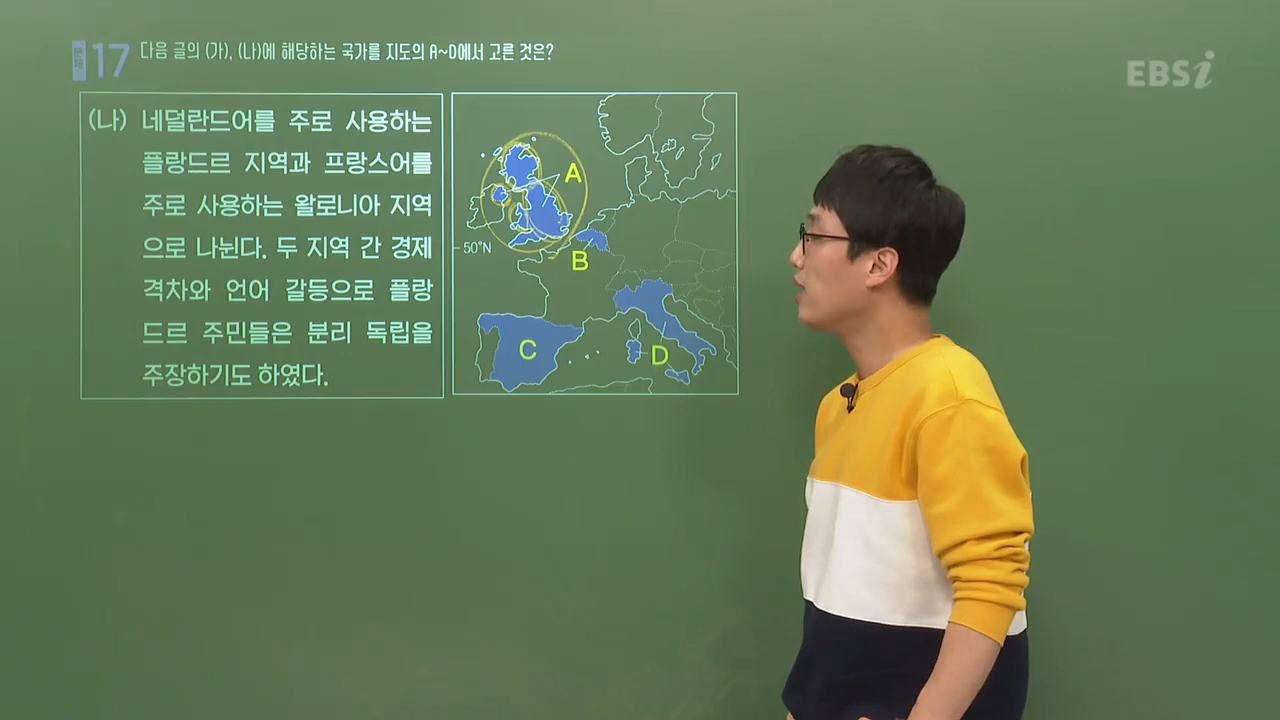 문제 17 다음 글의 (가), (나)에 해당하는 국가를 지도의 A~D에서 고른 것은?
EBSi
(나) 네덜란드어를 주로 사용하는
플랑드르 지역과 프랑스어를
주로 사용하는 왈로니아 지역
으로 나뉜다. 두 지역 간 경제
격차와 언어 갈등으로 플랑
드르 주민들은 분리 독립을
주장하기도 하였다.
A
50°N
B
C
D